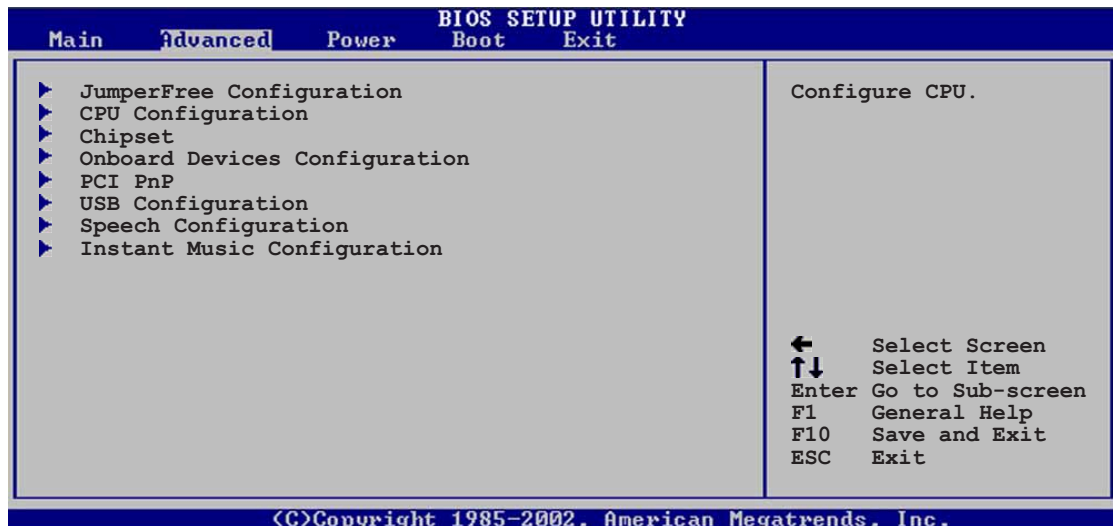 BIOS SETUP UTILITY
Main Advanced Power Boot Exit
JumperFree Configuration
CPU Configuration
Chipset
Onboard Devices Configuration
PCI PnP
USB Configuration
Speech Configuration
Instant Music Configuration
Configure CPU.
← Select Screen
↑↓ Select Item
Enter Go to Sub-screen
F1 General Help
F10 Save and Exit
ESC Exit
(C)Copyright 1985-2002, American Megatrends, Inc.